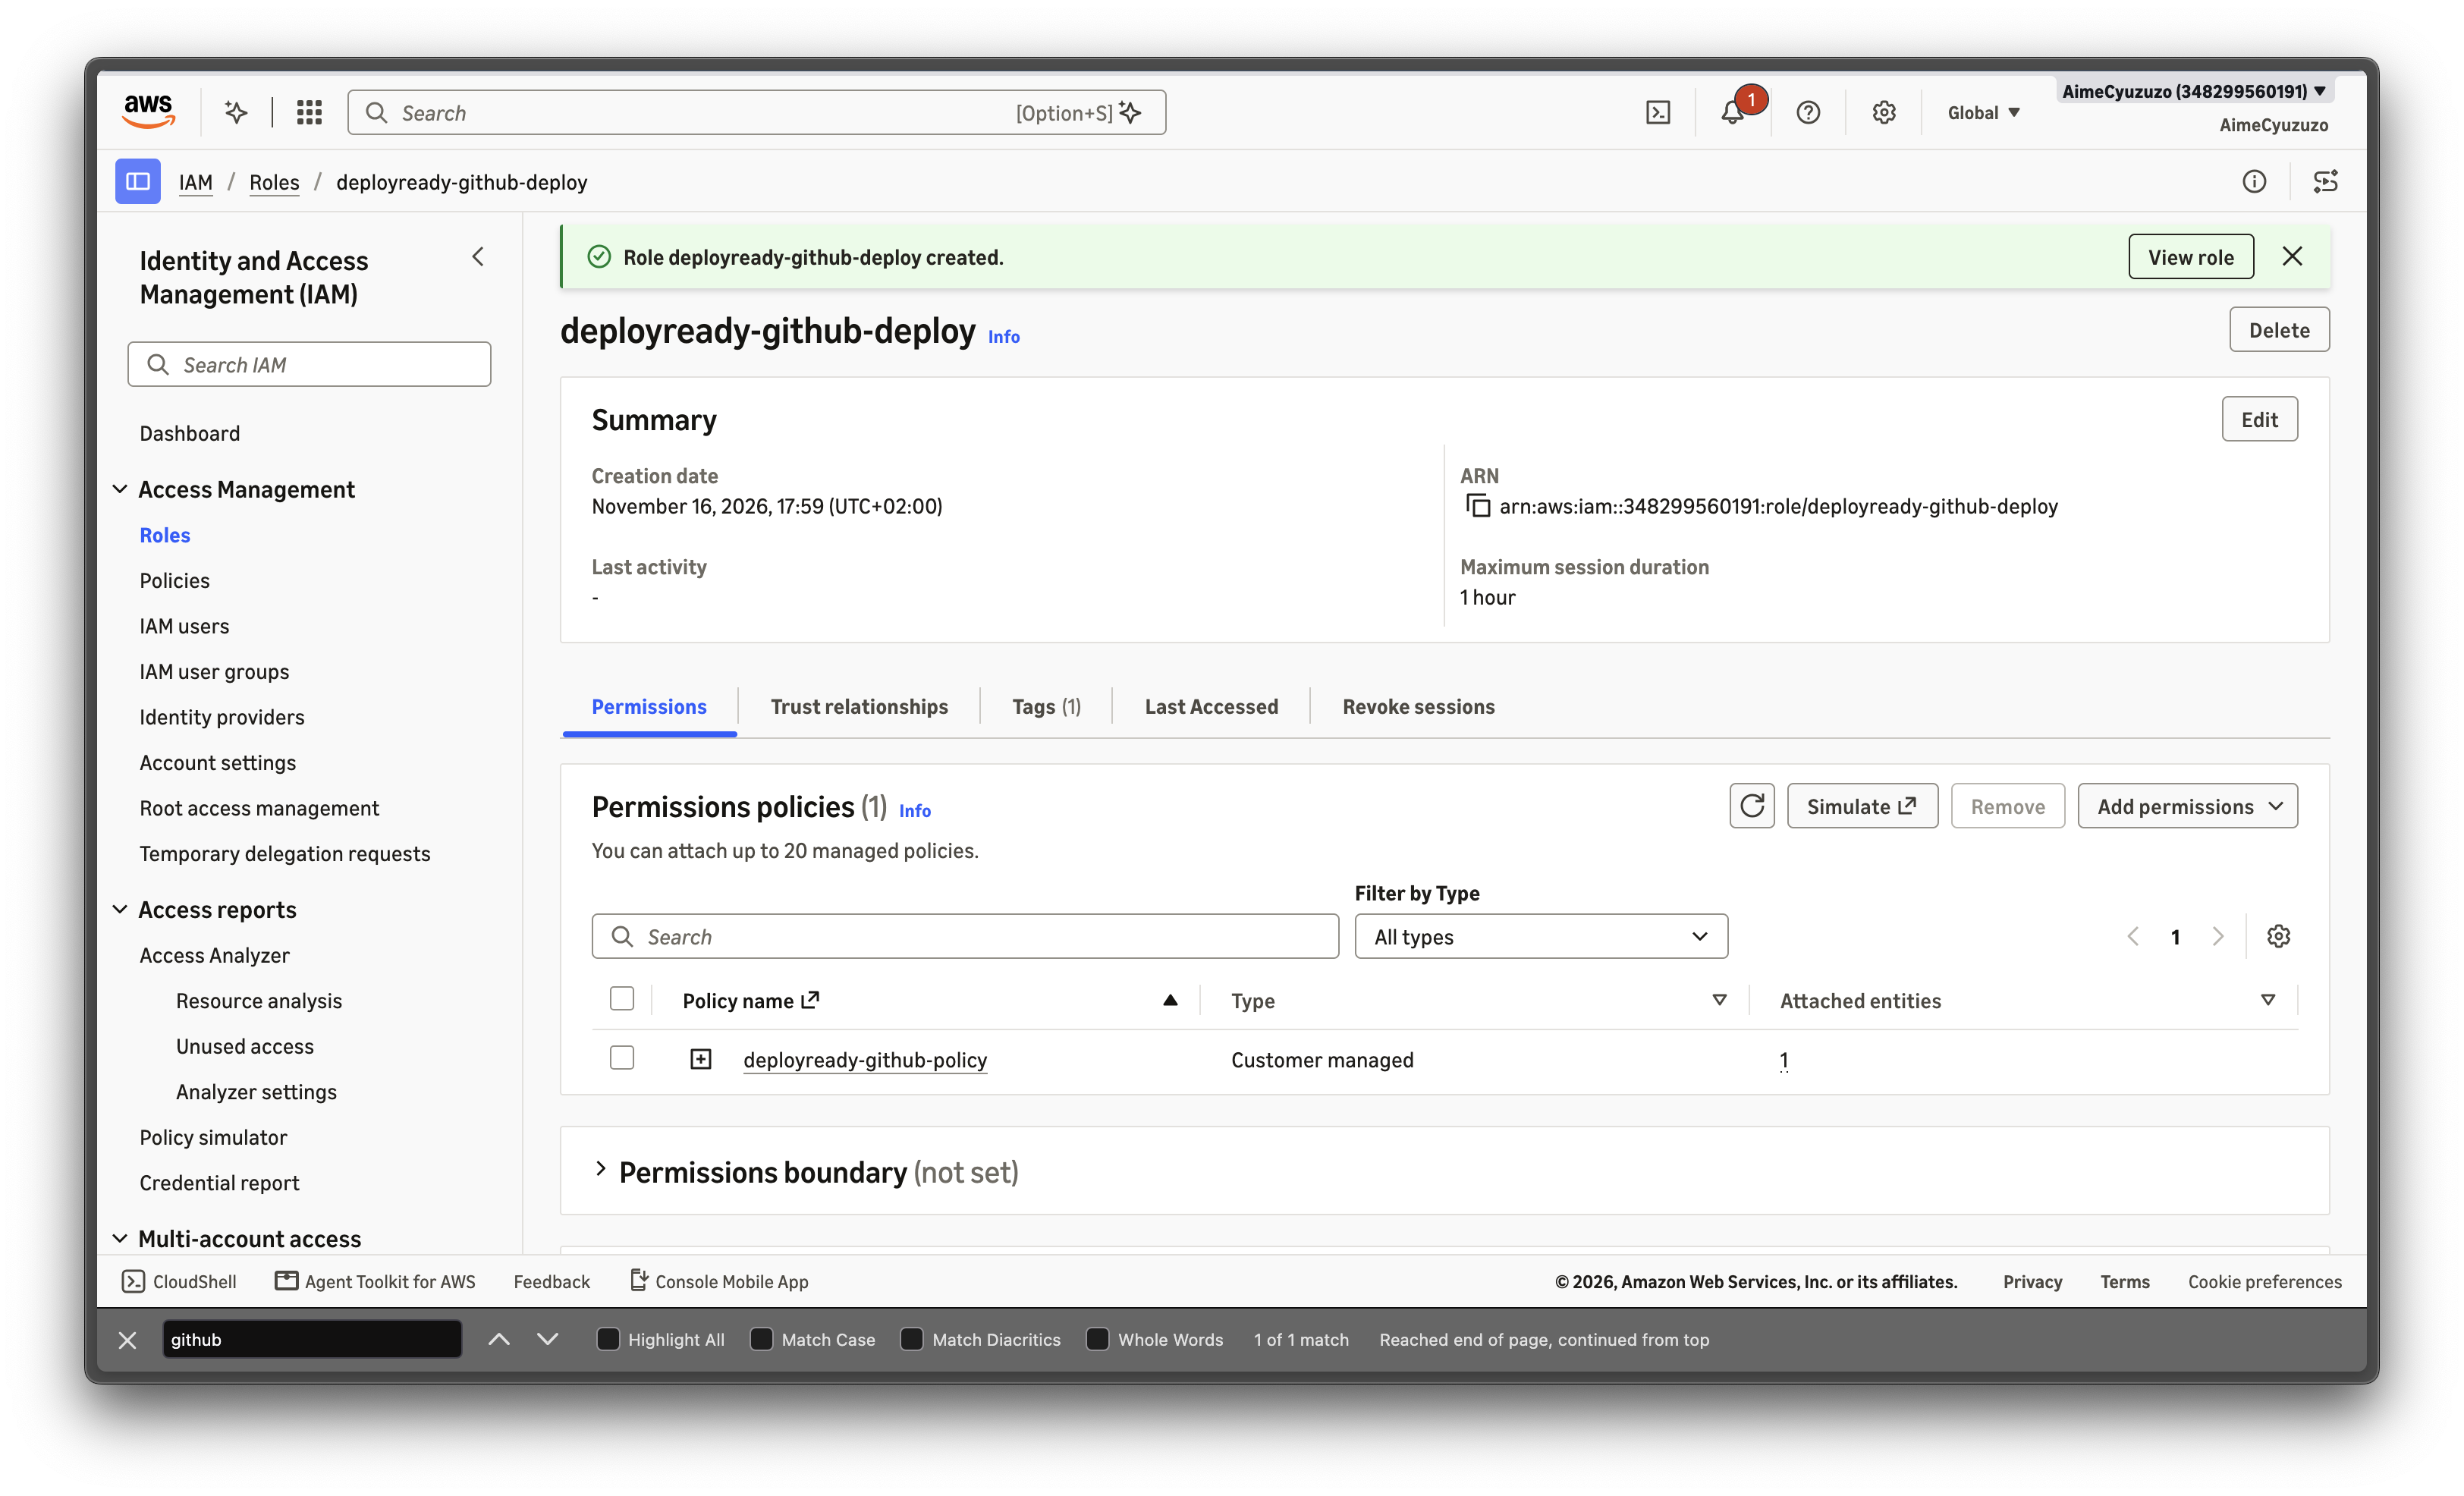 aws
Search [Option+S]
1
Global
AimeCyuzuzo (348299560191)
AimeCyuzuzo
IAM / Roles / deployready-github-deploy
Identity and Access
Management (IAM)
Search IAM
Dashboard
Access Management
Roles
Policies
IAM users
IAM user groups
Identity providers
Account settings
Root access management
Temporary delegation requests
Access reports
Access Analyzer
Resource analysis
Unused access
Analyzer settings
Policy simulator
Credential report
Multi-account access
Role deployready-github-deploy created.
View role
deployready-github-deploy Info
Delete
Summary
Edit
Creation date
November 16, 2026, 17:59 (UTC+02:00)
ARN
arn:aws:iam::348299560191:role/deployready-github-deploy
Last activity
-
Maximum session duration
1 hour
Permissions
Trust relationships
Tags (1)
Last Accessed
Revoke sessions
Permissions policies (1) Info
Simulate
Remove
Add permissions
You can attach up to 20 managed policies.
Filter by Type
Search
All types
1
Policy name
Type
Attached entities
deployready-github-policy
Customer managed
1
Permissions boundary (not set)
CloudShell
Agent Toolkit for AWS
Feedback
Console Mobile App
© 2026, Amazon Web Services, Inc. or its affiliates.
Privacy
Terms
Cookie preferences
github
Highlight All
Match Case
Match Diacritics
Whole Words
1 of 1 match
Reached end of page, continued from top